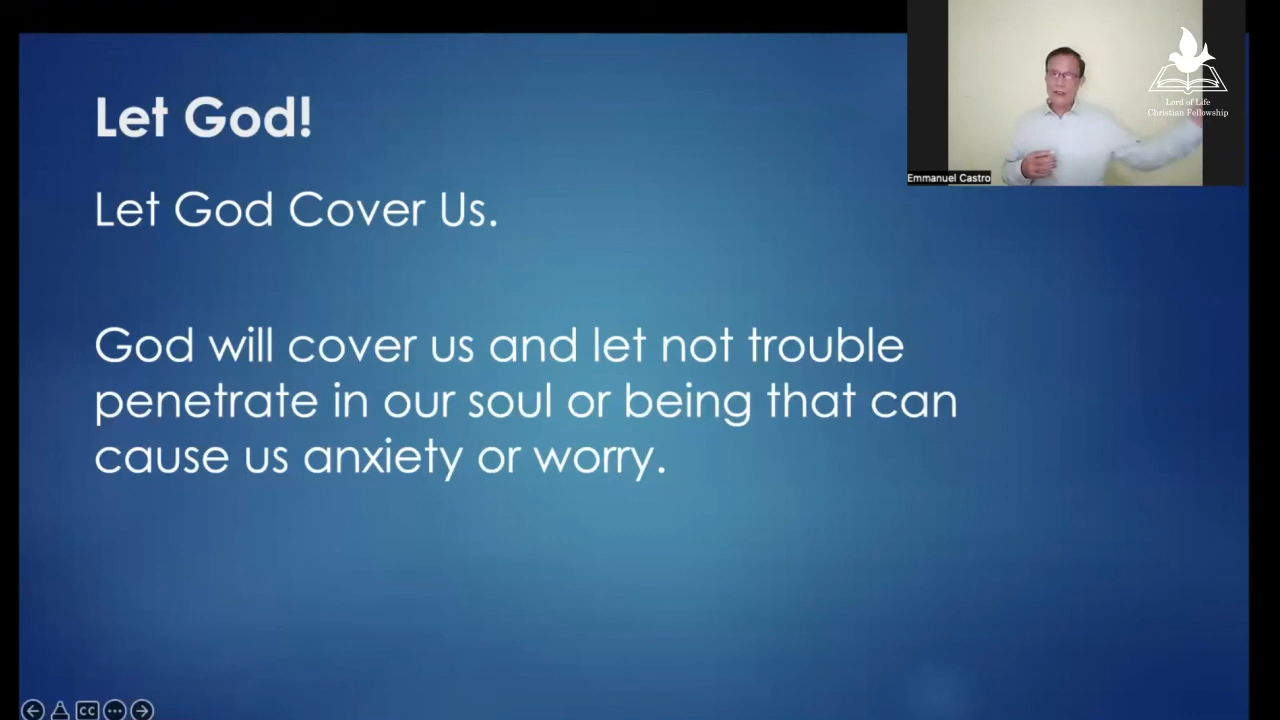 Let God!
Let God Cover Us.
God will cover us and let not trouble
penetrate in our soul or being that can
cause us anxiety or worry.
Lord of Life
Christian Fellowship
Emmanuel Castro
CC